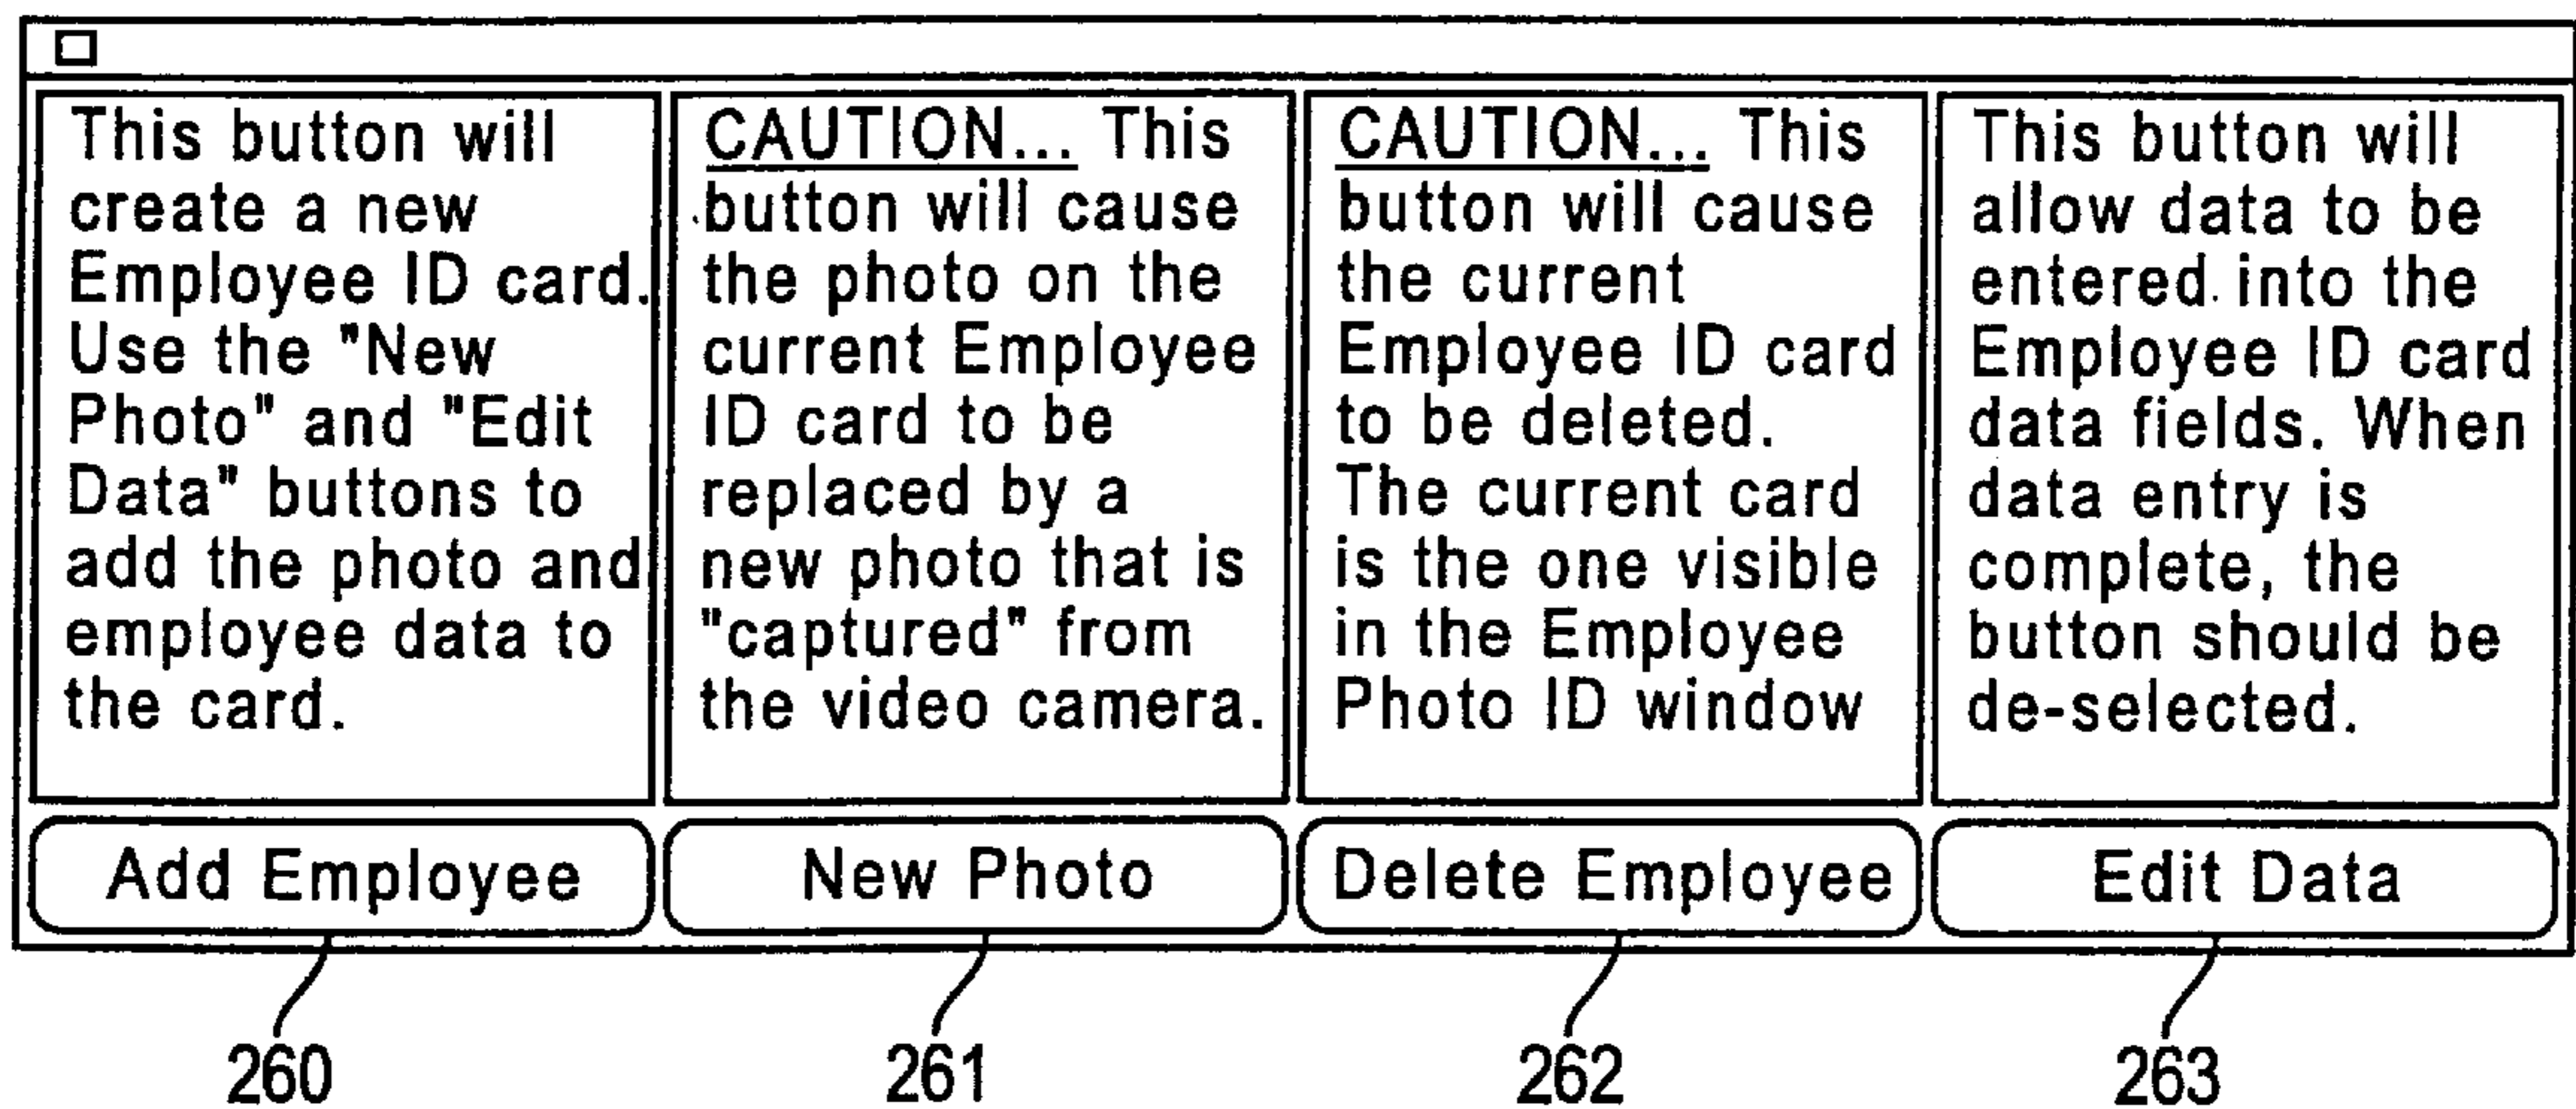 This button will
create a new
Employee ID card.
Use the "New
Photo" and "Edit
Data" buttons to
add the photo and
employee data to
the card.
CAUTION... This
button will cause
the photo on the
current Employee
ID card to be
replaced by a
new photo that is
"captured" from
the video camera.
CAUTION... This
button will cause
the current
Employee ID card
to be deleted.
The current card
is the one visible
in the Employee
Photo ID window
This button will
allow data to be
entered into the
Employee ID card
data fields. When
data entry is
complete, the
button should be
de-selected.
Add Employee
New Photo
Delete Employee
Edit Data
260
261
262
263